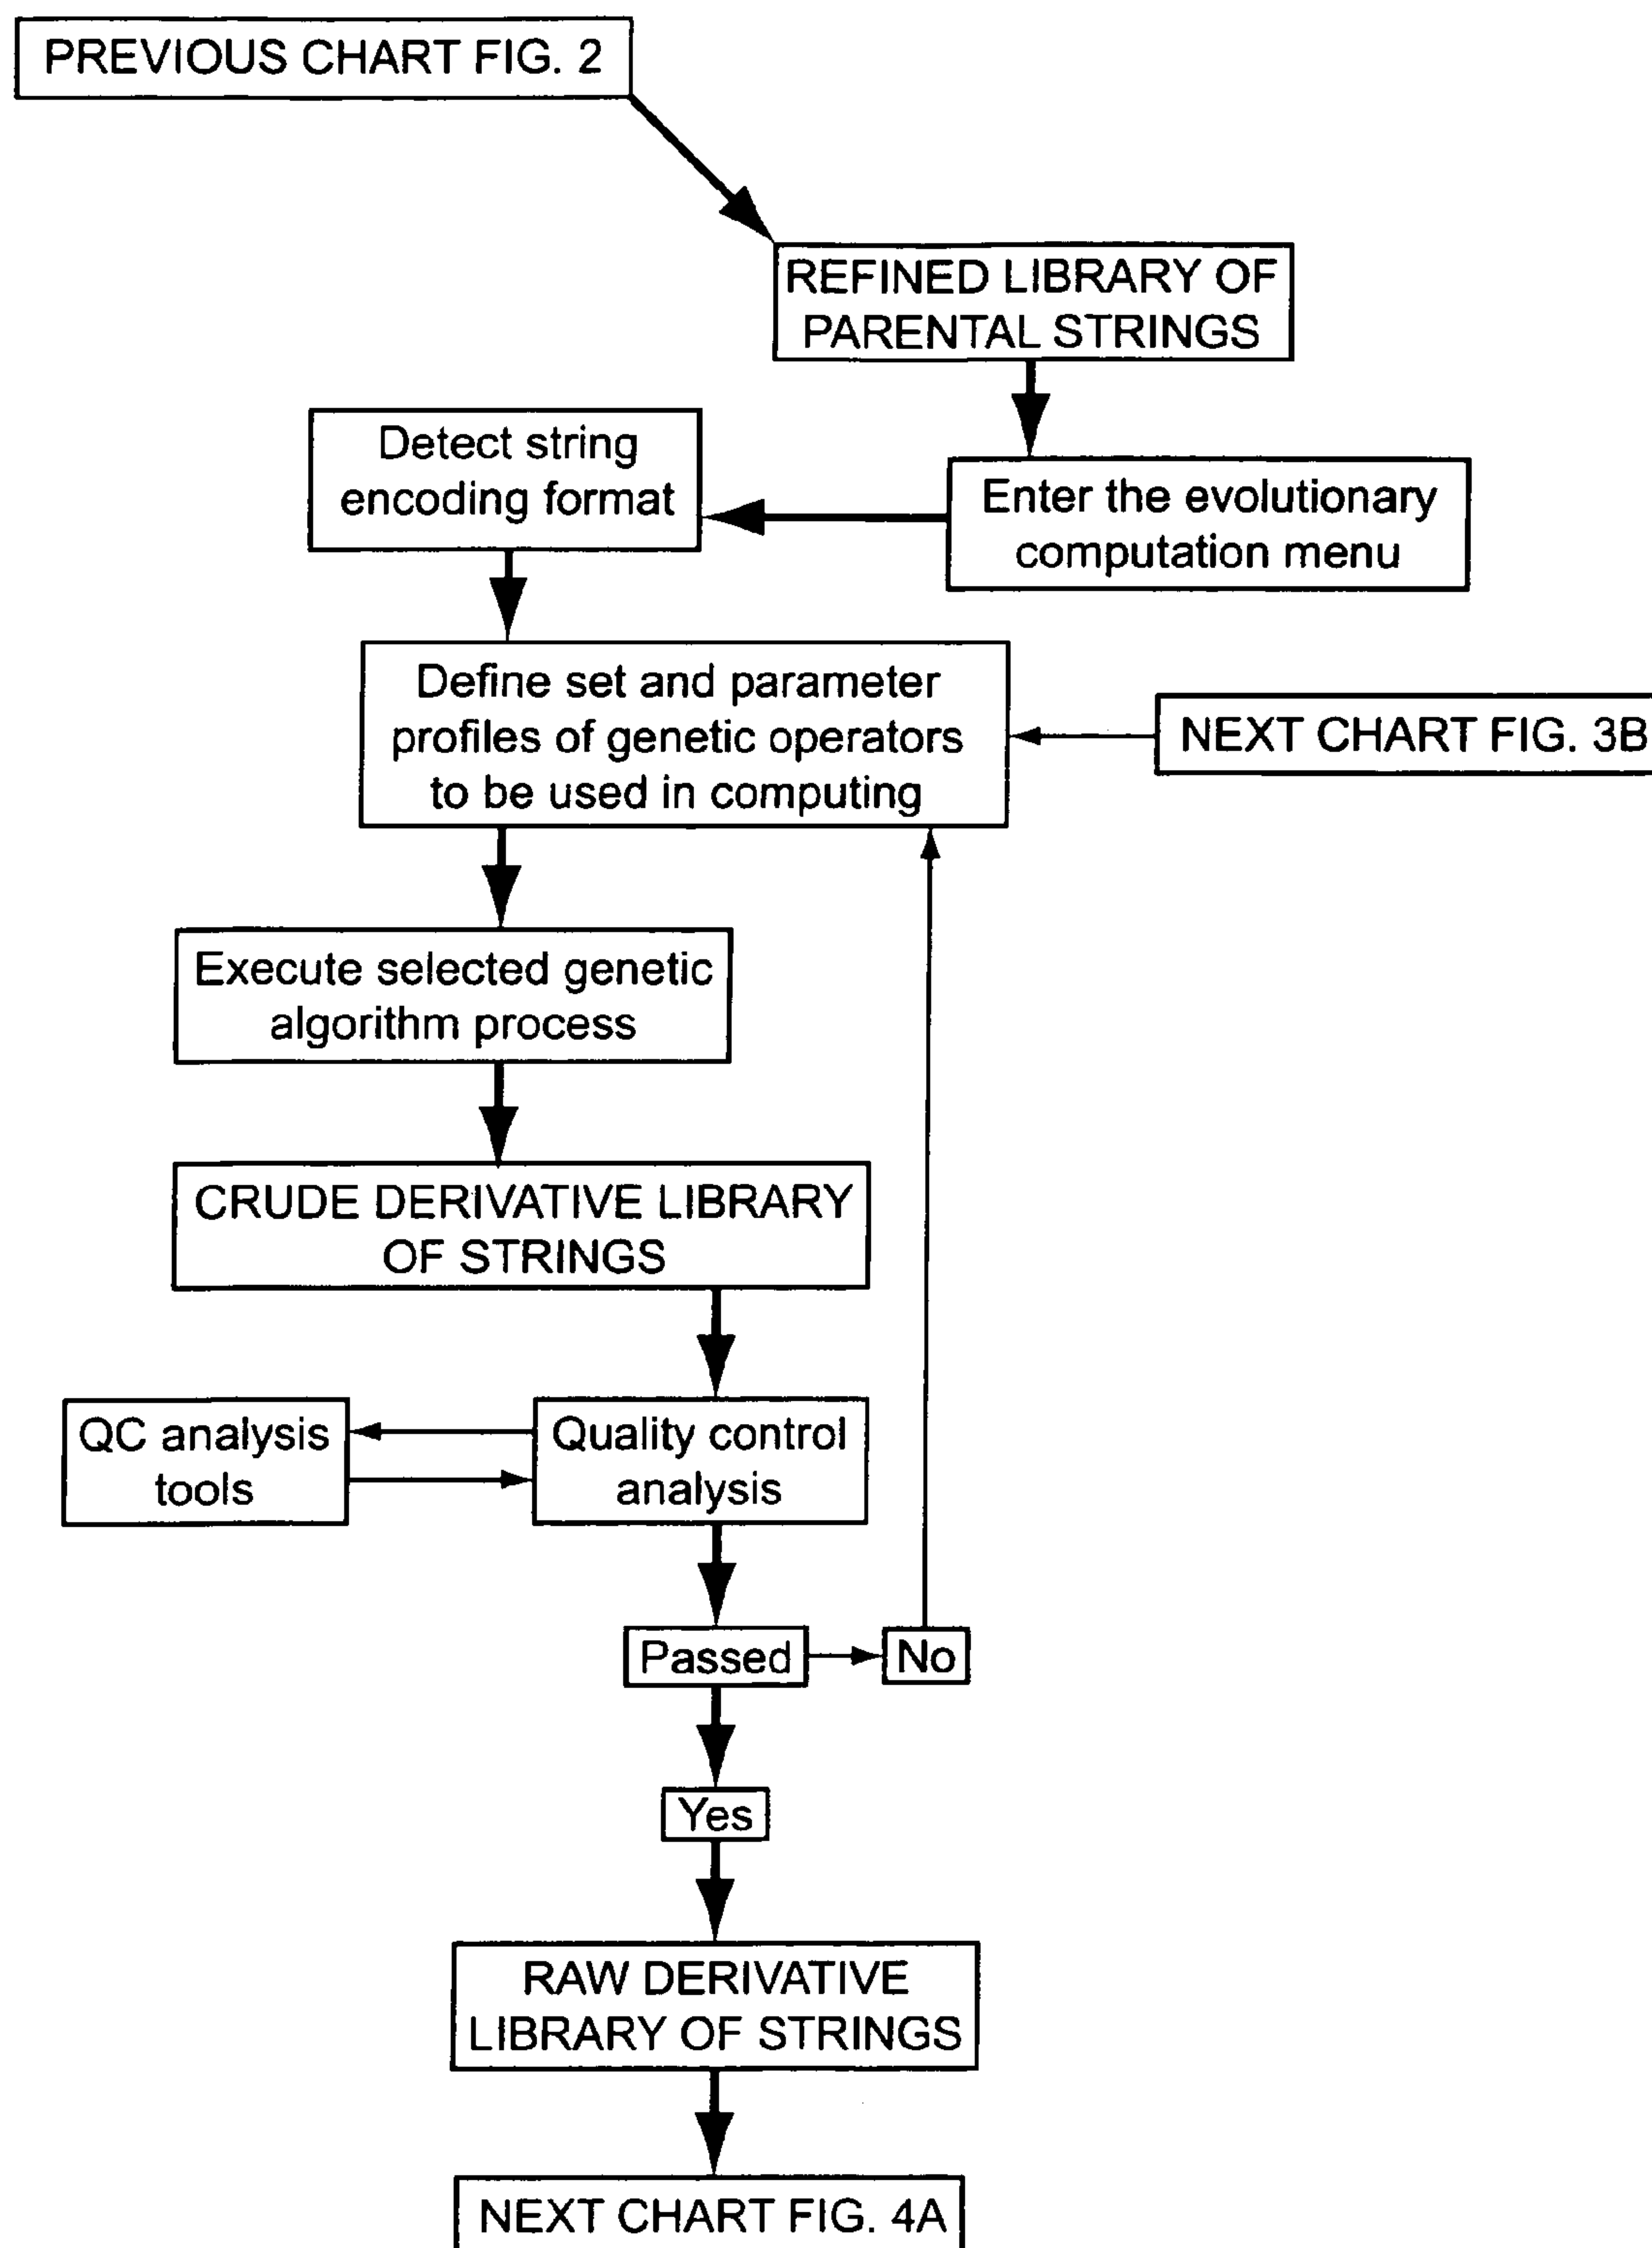 PREVIOUS CHART FIG. 2
REFINED LIBRARY OF
PARENTAL STRINGS
Detect string
encoding format
Enter the evolutionary
computation menu
Define set and parameter
profiles of genetic operators
to be used in computing
NEXT CHART FIG. 3B
Execute selected genetic
algorithm process
CRUDE DERIVATIVE LIBRARY
OF STRINGS
QC analysis
tools
Quality control
analysis
Passed
No
Yes
RAW DERIVATIVE
LIBRARY OF STRINGS
NEXT CHART FIG. 4A